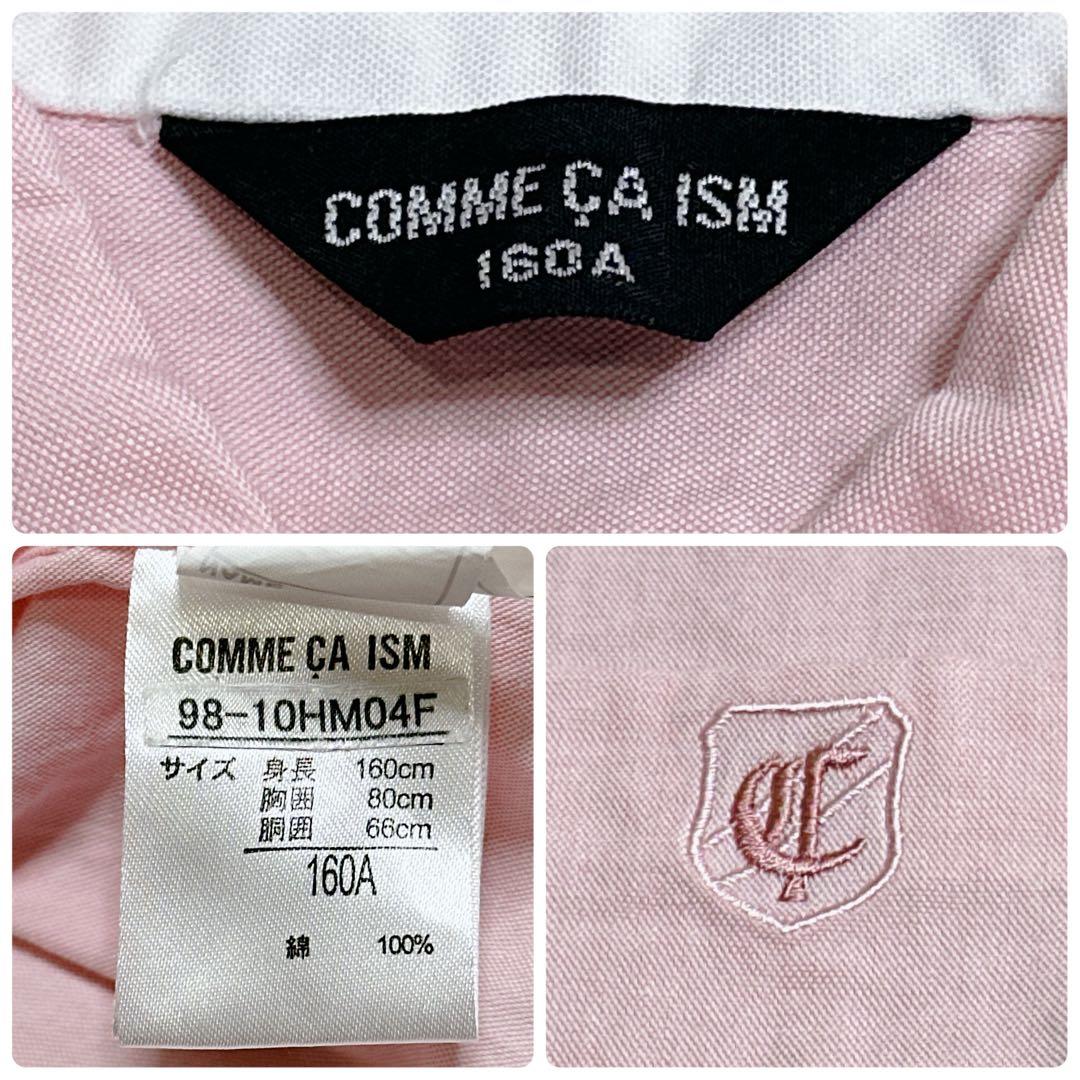 COMME ÇA ISM
160A
COMME ÇA ISM
98-10HM04F
サイズ 身長 160cm
胸囲 80cm
胴囲 66cm
160A
綿 100%